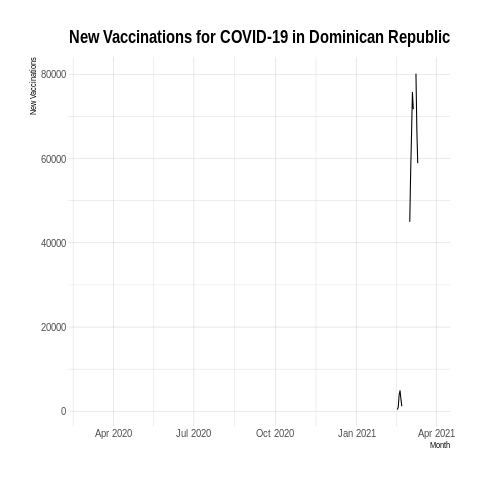 New Vaccinations for COVID-19 in Dominican Republic
New Vaccinations
80000
60000
40000
20000
0
Apr 2020 Jul 2020 Oct 2020 Jan 2021 Apr 2021
Month